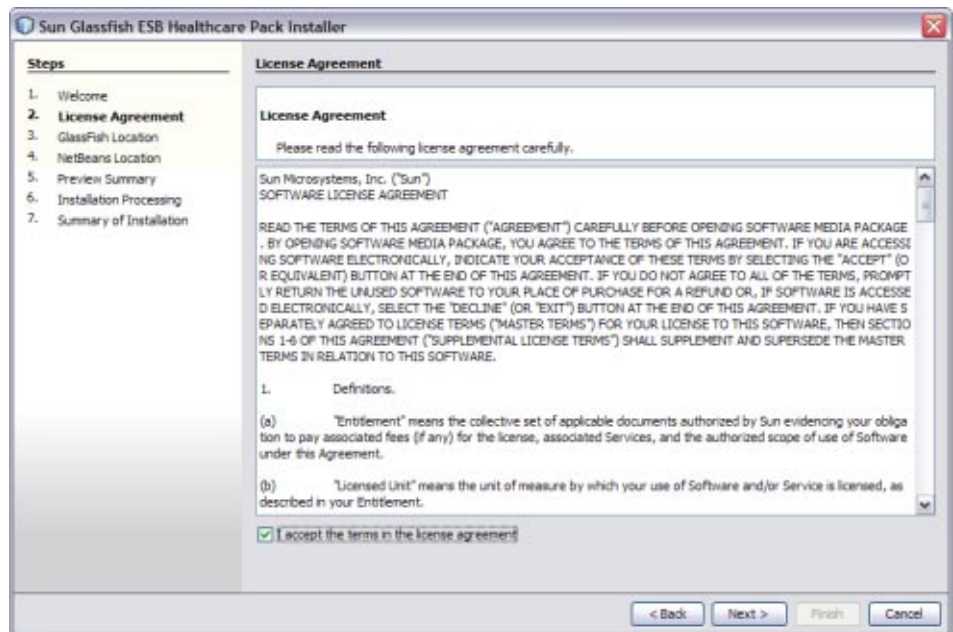 Sun Glassfish ESB Healthcare Pack Installer
Steps
1. Welcome
2. License Agreement
3. GlassFish Location
4. NetBeans Location
5. Preview Summary
6. Installation Processing
7. Summary of Installation
License Agreement
License Agreement
Please read the following license agreement carefully.
Sun Microsystems, Inc. ("Sun")
SOFTWARE LICENSE AGREEMENT
READ THE TERMS OF THIS AGREEMENT ("AGREEMENT") CAREFULLY BEFORE OPENING SOFTWARE MEDIA PACKAGE
. BY OPENING SOFTWARE MEDIA PACKAGE, YOU AGREE TO THE TERMS OF THIS AGREEMENT. IF YOU ARE ACCESSI
NG SOFTWARE ELECTRONICALLY, INDICATE YOUR ACCEPTANCE OF THESE TERMS BY SELECTING THE "ACCEPT" (O
R EQUIVALENT) BUTTON AT THE END OF THIS AGREEMENT. IF YOU DO NOT AGREE TO ALL OF THE TERMS, PROMPT
LY RETURN THE UNUSED SOFTWARE TO YOUR PLACE OF PURCHASE FOR A REFUND OR, IF SOFTWARE IS ACCESSE
D ELECTRONICALLY, SELECT THE "DECLINE" (OR "EXIT") BUTTON AT THE END OF THIS AGREEMENT. IF YOU HAVE S
EPARATELY AGREED TO LICENSE TERMS ("MASTER TERMS") FOR YOUR LICENSE TO THIS SOFTWARE, THEN SECTIO
NS 1-6 OF THIS AGREEMENT ("SUPPLEMENTAL LICENSE TERMS") SHALL SUPPLEMENT AND SUPERSEDE THE MASTER
TERMS IN RELATION TO THIS SOFTWARE.
1. Definitions.
(a) "Entitlement" means the collective set of applicable documents authorized by Sun evidencing your obliga
tion to pay associated fees (if any) for the license, associated Services, and the authorized scope of use of Software
under this Agreement.
(b) "Licensed Unit" means the unit of measure by which your use of Software and/or Service is licensed, as
described in your Entitlement.
I accept the terms in the license agreement
< Back
Next >
Finish
Cancel